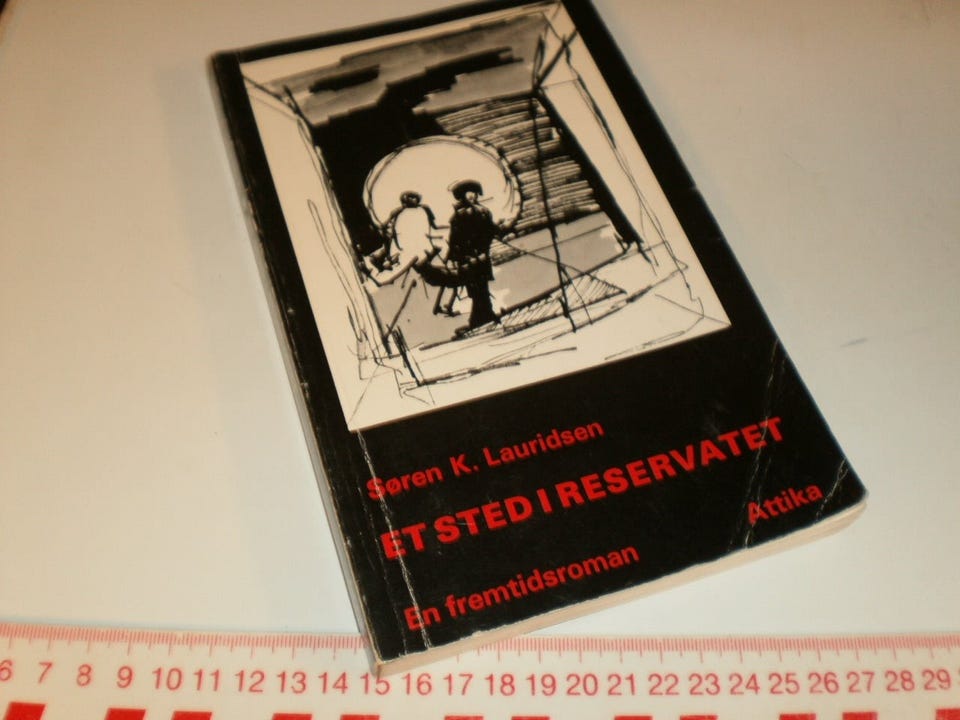 Søren K. Lauridsen
ET STED I RESERVATET
En fremtidsroman
Attika
6 7 8 9 10 11 12 13 14 15 16 17 18 19 20 21 22 23 24 25 26 27 28 29